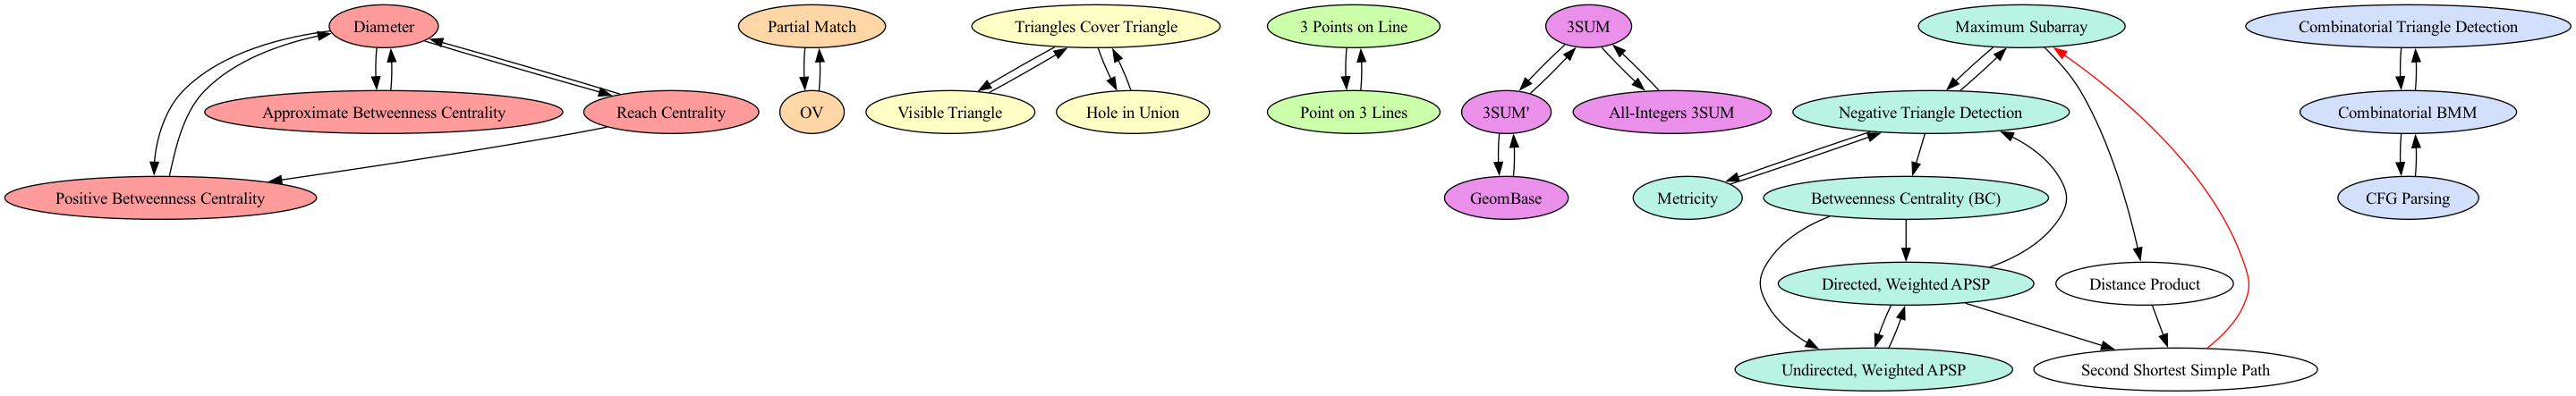 Diameter
Partial Match
Triangles Cover Triangle
3 Points on Line
3SUM
Maximum Subarray
Combinatorial Triangle Detection
Approximate Betweenness Centrality
Reach Centrality
OV
Visible Triangle
Hole in Union
Point on 3 Lines
3SUM'
All-Integers 3SUM
Negative Triangle Detection
Combinatorial BMM
Positive Betweenness Centrality
GeomBase
Metricity
Betweenness Centrality (BC)
CFG Parsing
Directed, Weighted APSP
Distance Product
Undirected, Weighted APSP
Second Shortest Simple Path